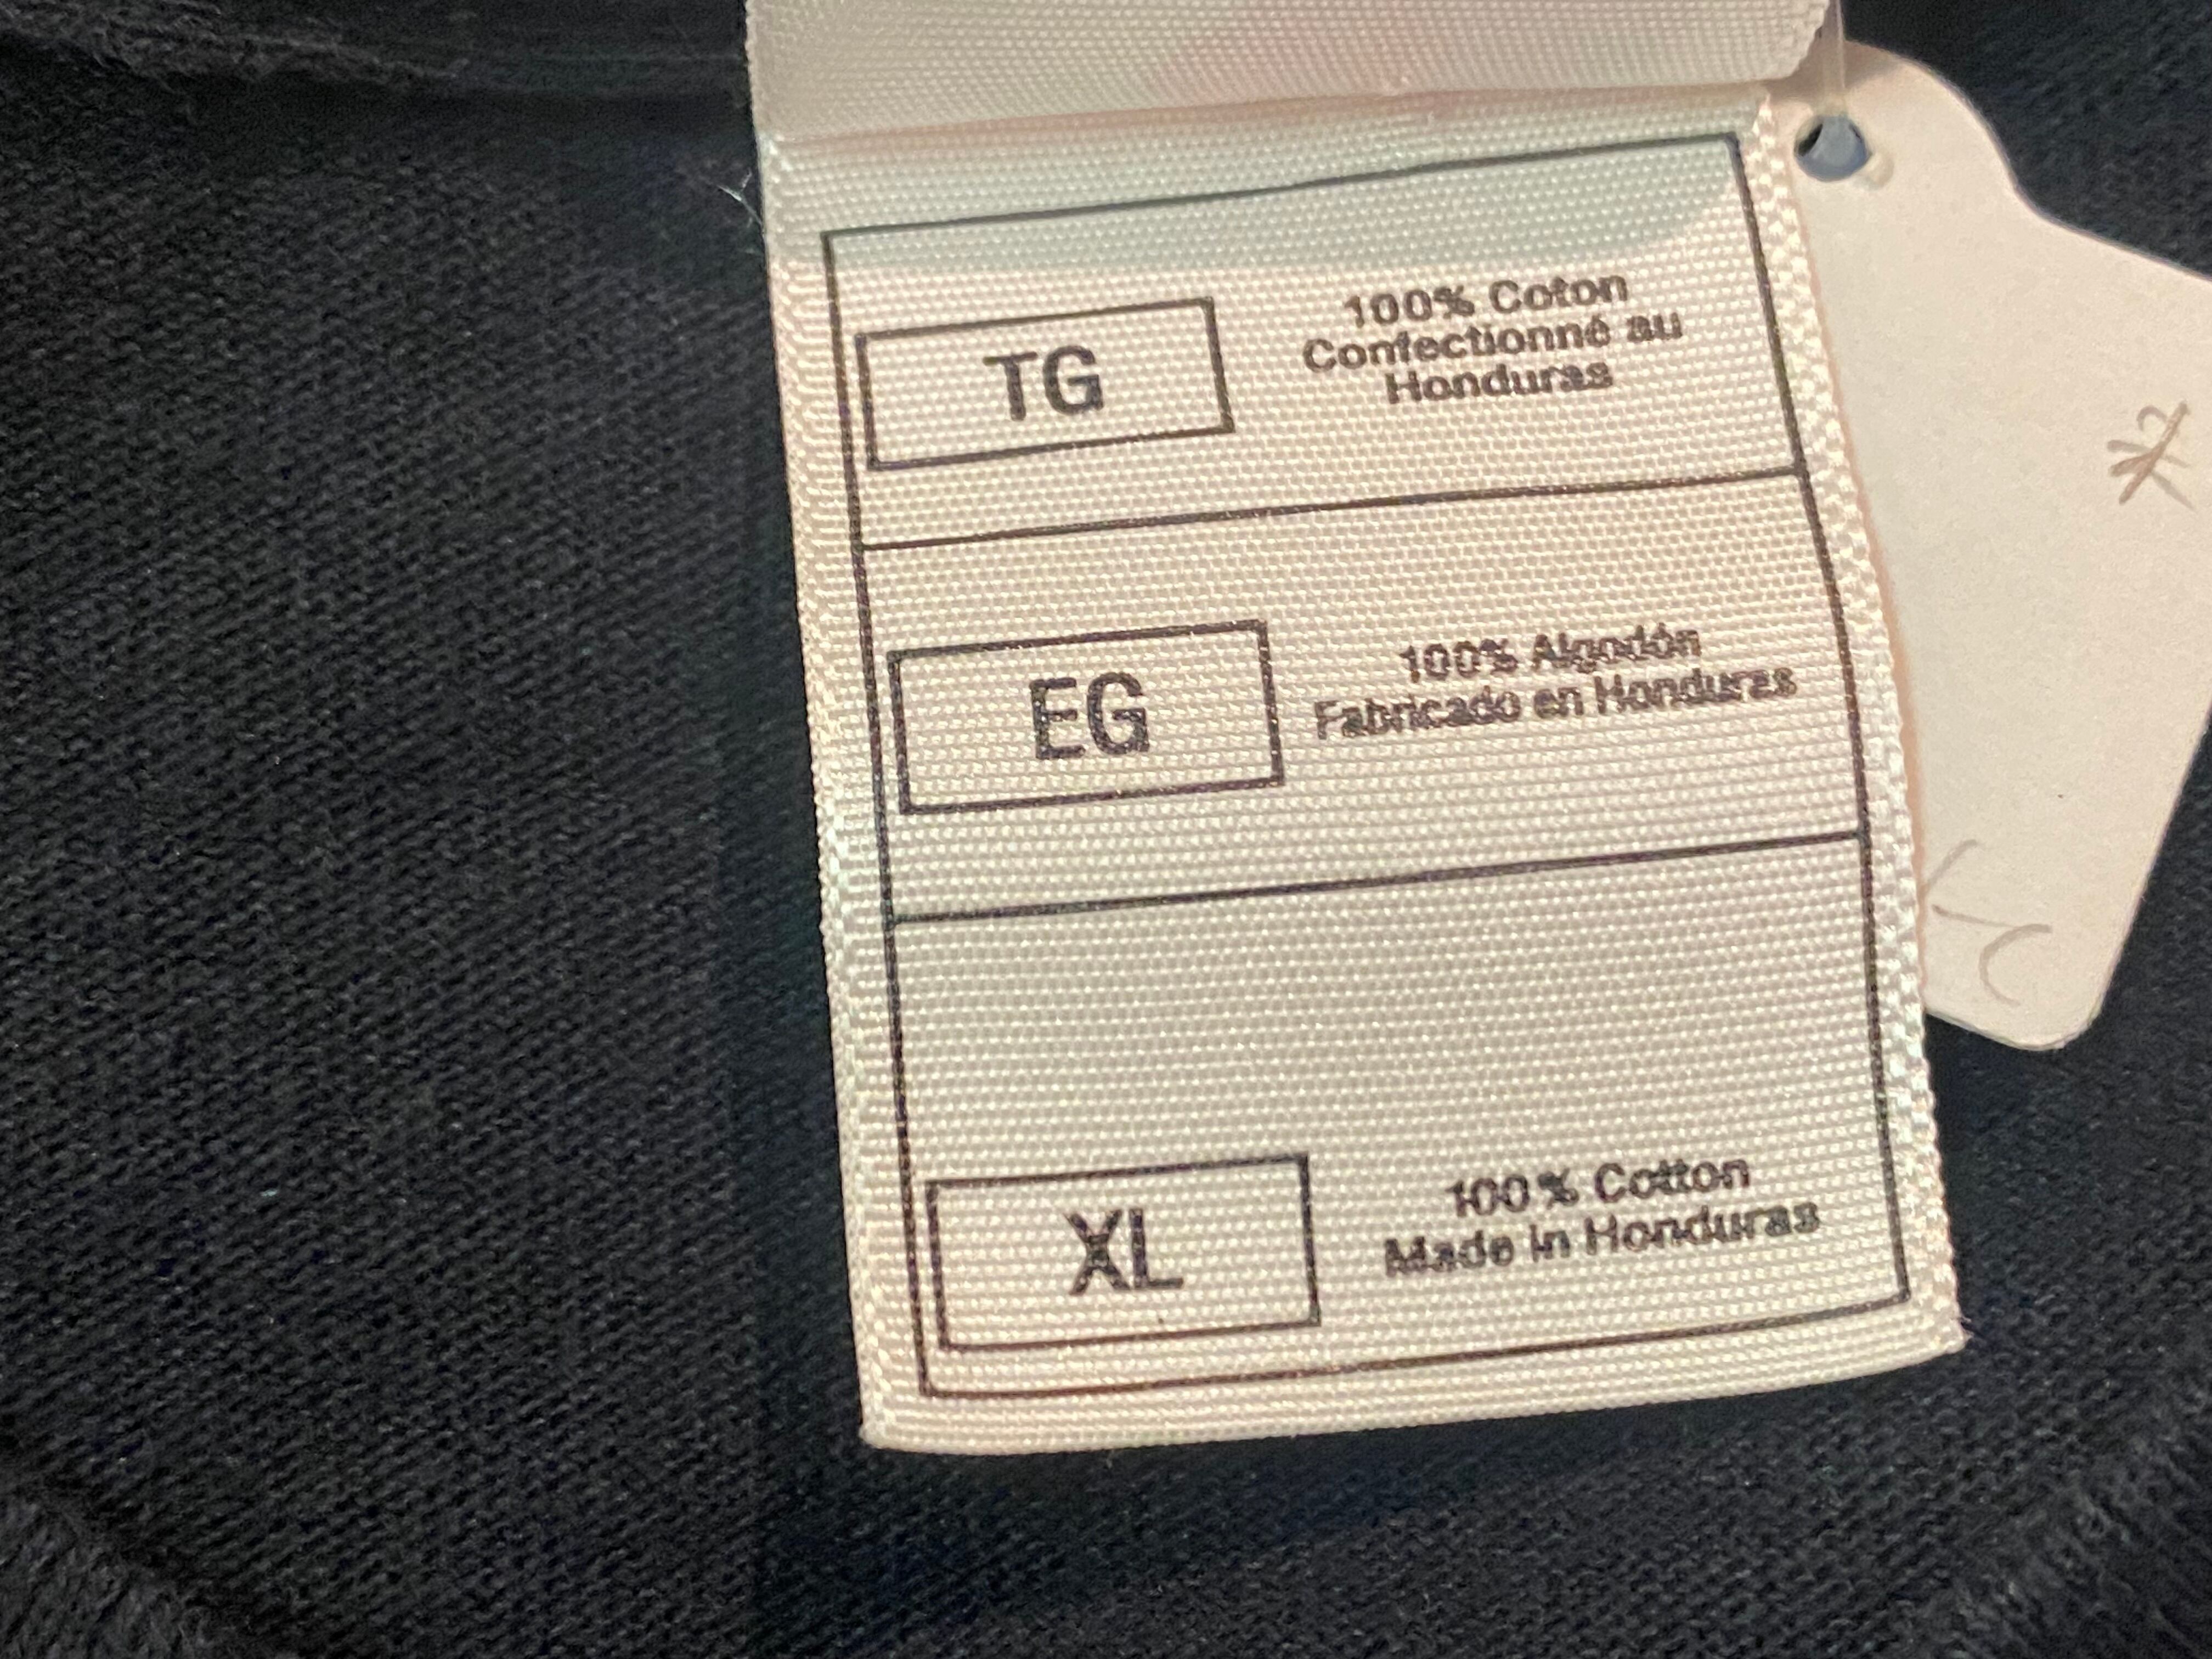 TG
100% Coton
Confectionné au
Honduras
EG
100% Algodón
Fabricado en Honduras
XL
100% Cotton
Made in Honduras